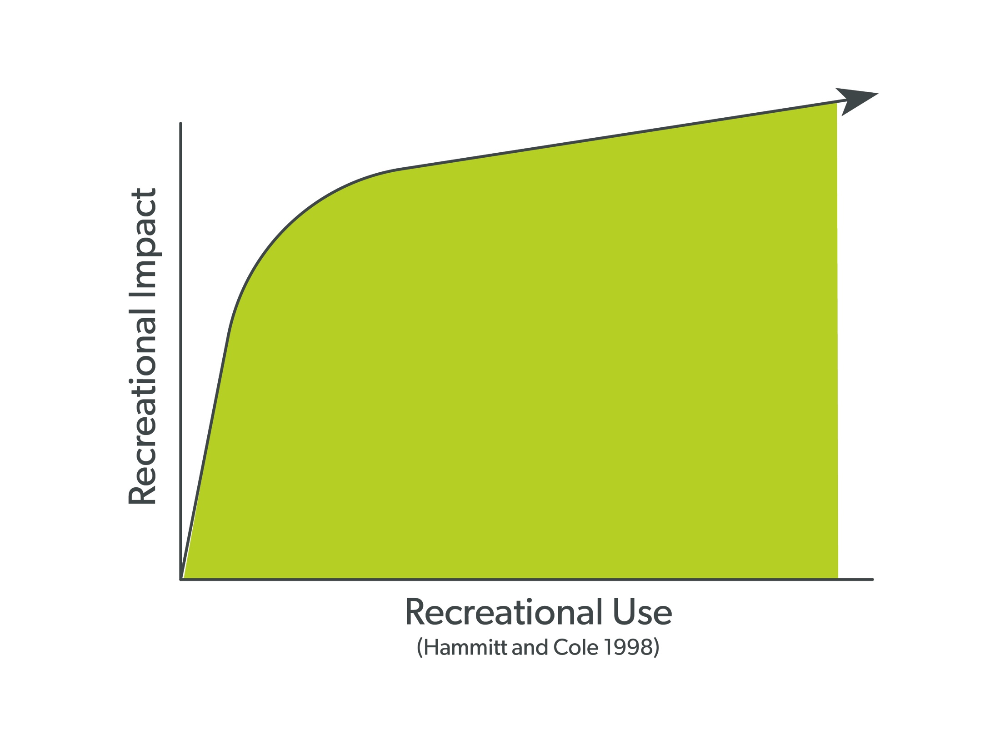 Recreational Impact
Recreational Use
(Hammitt and Cole 1998)